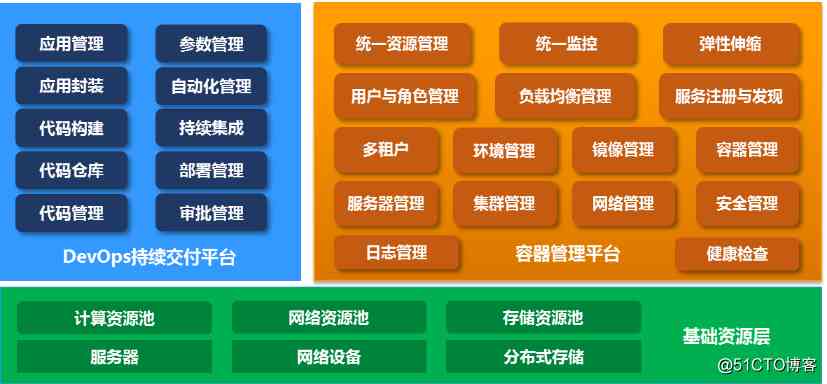 应用管理 参数管理
应用封装 自动化管理
代码构建 持续集成
代码仓库 部署管理
代码管理 审批管理
DevOps持续交付平台
统一资源管理 统一监控 弹性伸缩
用户与角色管理 负载均衡管理 服务注册与发现
多租户 环境管理 镜像管理 容器管理
服务器管理 集群管理 网络管理 安全管理
日志管理 容器管理平台 健康检查
计算资源池 网络资源池 存储资源池
基础资源层
服务器 网络设备 分布式存储
@51CTO博客